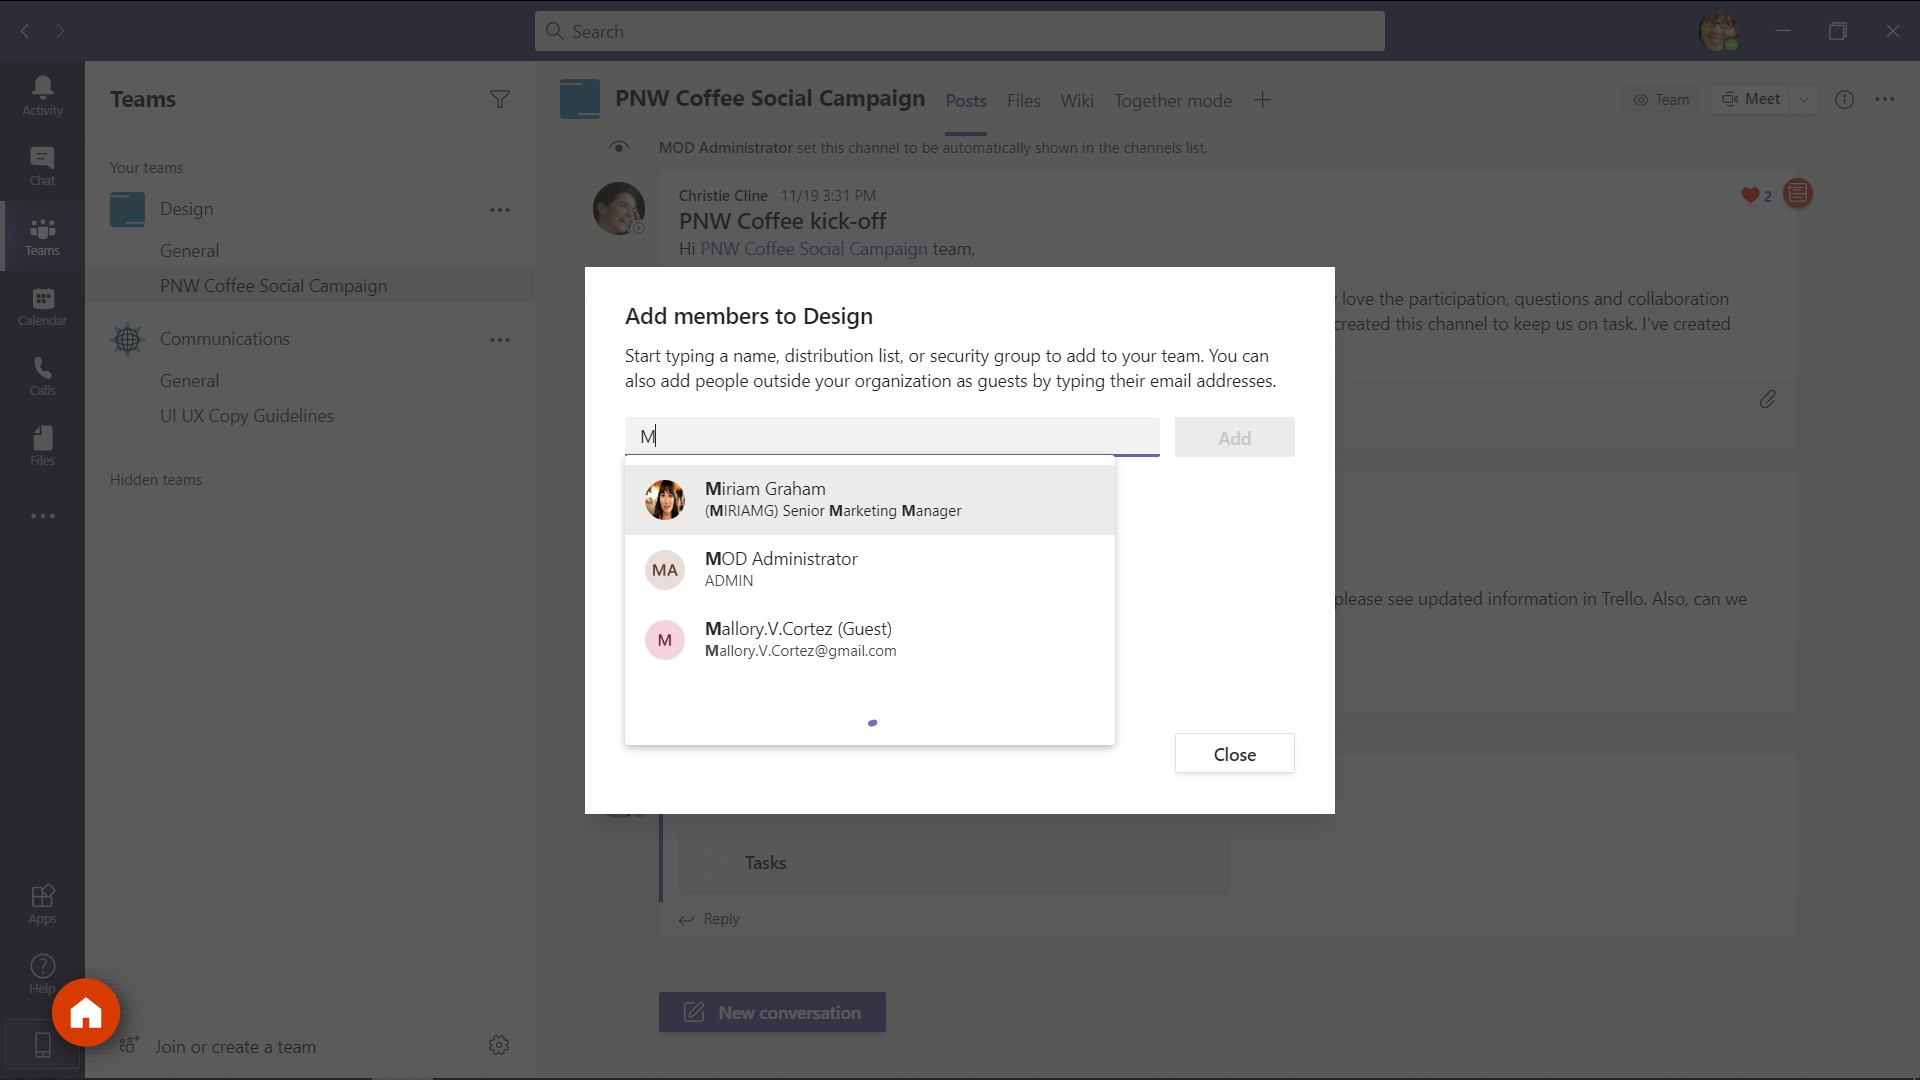 Search
Activity
Chat
Teams
Calendar
Calls
Files
Apps
Help
Teams
Your teams
Design
General
PNW Coffee Social Campaign
Communications
General
UI UX Copy Guidelines
Hidden teams
Join or create a team
PNW Coffee Social Campaign Posts Files Wiki Together mode
Team Meet
MOD Administrator set this channel to be automatically shown in the channels list.
Christie Cline 11/19 3:31 PM
2
PNW Coffee kick-off
Hi PNW Coffee Social Campaign team,
love the participation, questions and collaboration
created this channel to keep us on task. I've created
please see updated information in Trello. Also, can we
Tasks
Reply
New conversation
Add members to Design
Start typing a name, distribution list, or security group to add to your team. You can
also add people outside your organization as guests by typing their email addresses.
M
Add
Miriam Graham
(MIRIAMG) Senior Marketing Manager
MA
MOD Administrator
ADMIN
M
Mallory.V.Cortez (Guest)
Mallory.V.Cortez@gmail.com
Close